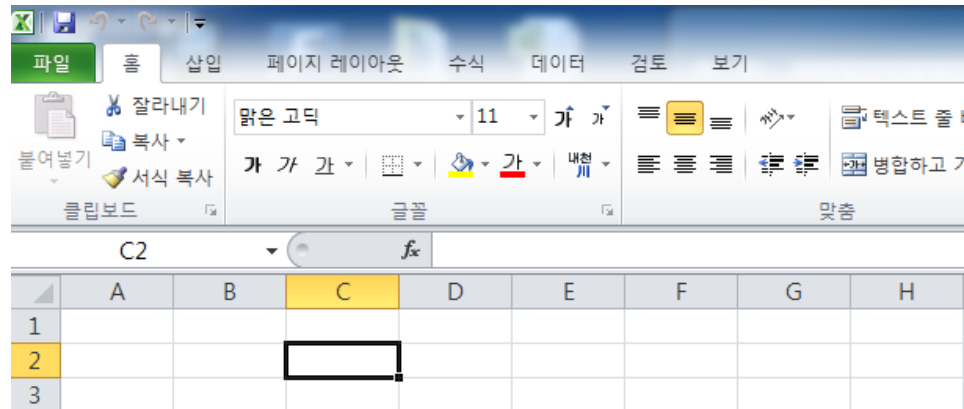 파일 홈 삽입 페이지 레이아웃 수식 데이터 검토 보기
잘라내기
복사
서식 복사
붙여넣기
클립보드
맑은 고딕 11 가 가
가 가 가 가 내천 川
글꼴
텍스트 줄
병합하고
맞춤
C2 fx
A B C D E F G H
1
2
3